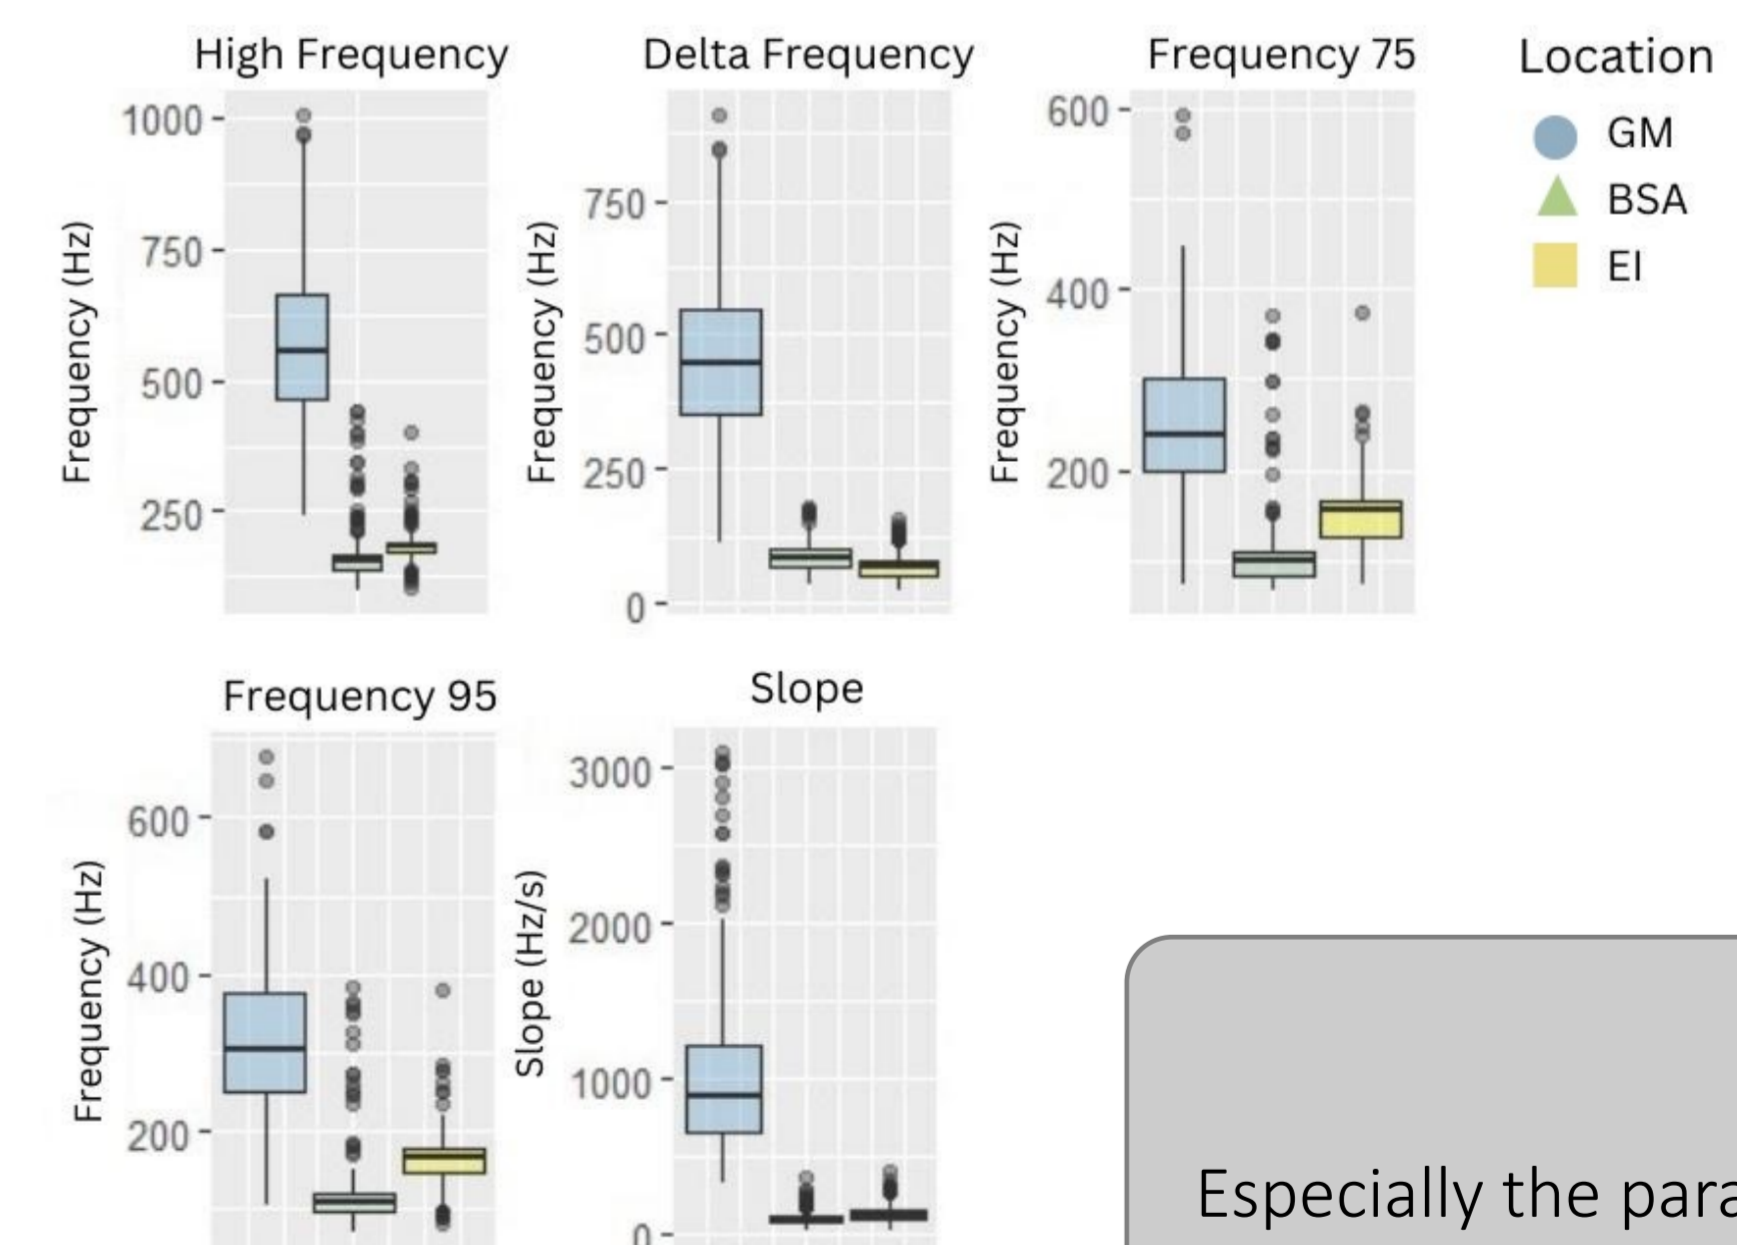 High Frequency
Frequency (Hz)
1000
750
500
250
Delta Frequency
Frequency (Hz)
750
500
250
0
Frequency 75
Frequency (Hz)
600
400
200
Location
GM
BSA
EI
Frequency 95
Frequency (Hz)
600
400
200
Slope
Slope (Hz/s)
3000
2000
1000
0
Especially the para